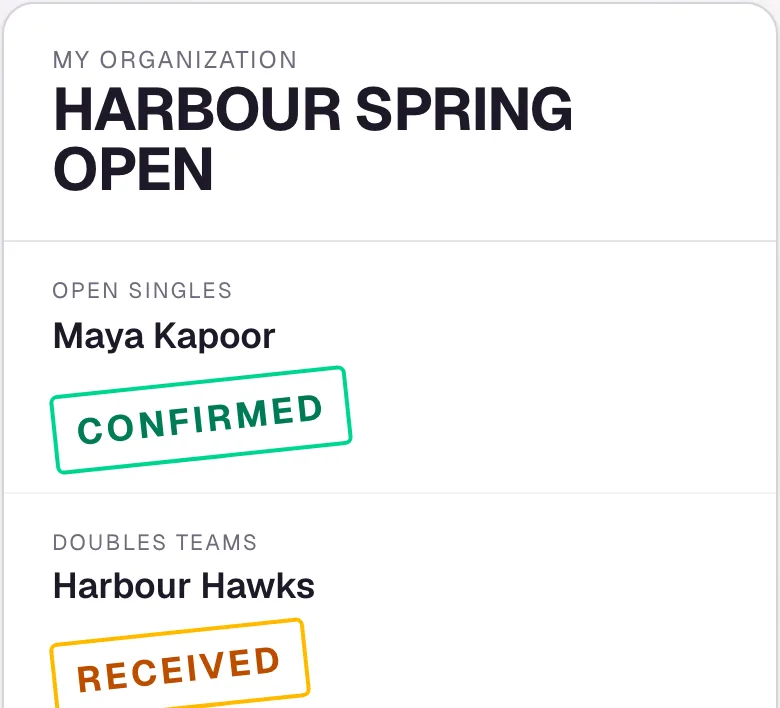 MY ORGANIZATION
HARBOUR SPRING
OPEN
OPEN SINGLES
Maya Kapoor
CONFIRMED
DOUBLES TEAMS
Harbour Hawks
RECEIVED